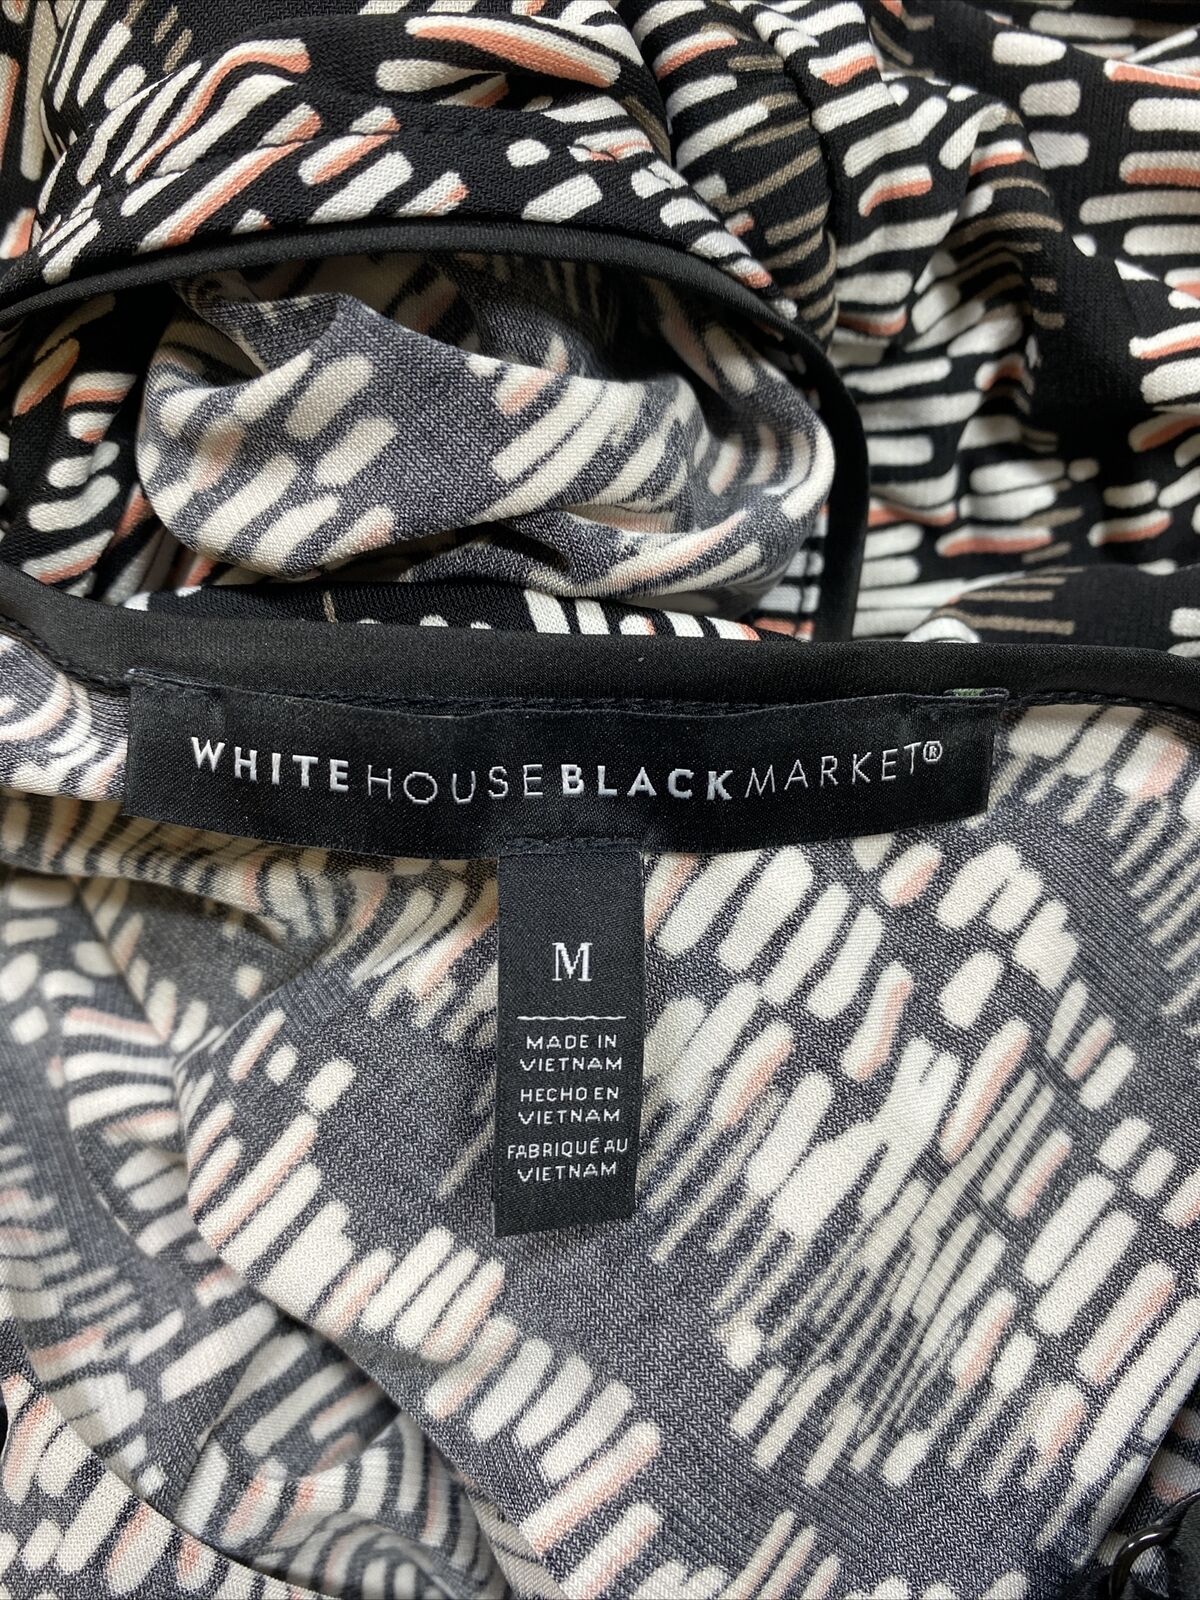 WHITEHOUSEBLACKMARKET®
M
MADE IN
VIETNAM
HECHO EN
VIETNAM
FABRIQUÉ AU
VIETNAM